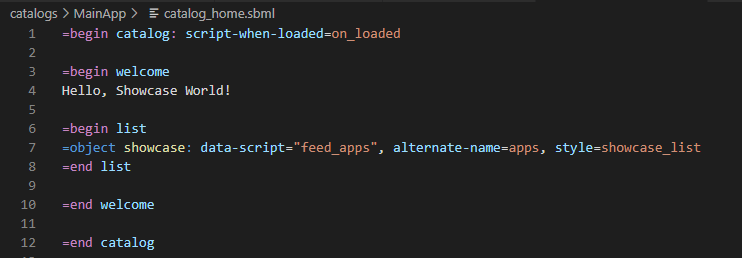 catalogs > MainApp > catalog_home.sbml
1 =begin catalog: script-when-loaded=on_loaded
2
3 =begin welcome
4 Hello, Showcase World!
5
6 =begin list
7 =object showcase: data-script="feed_apps", alternate-name=apps, style=showcase_list
8 =end list
9
10 =end welcome
11
12 =end catalog